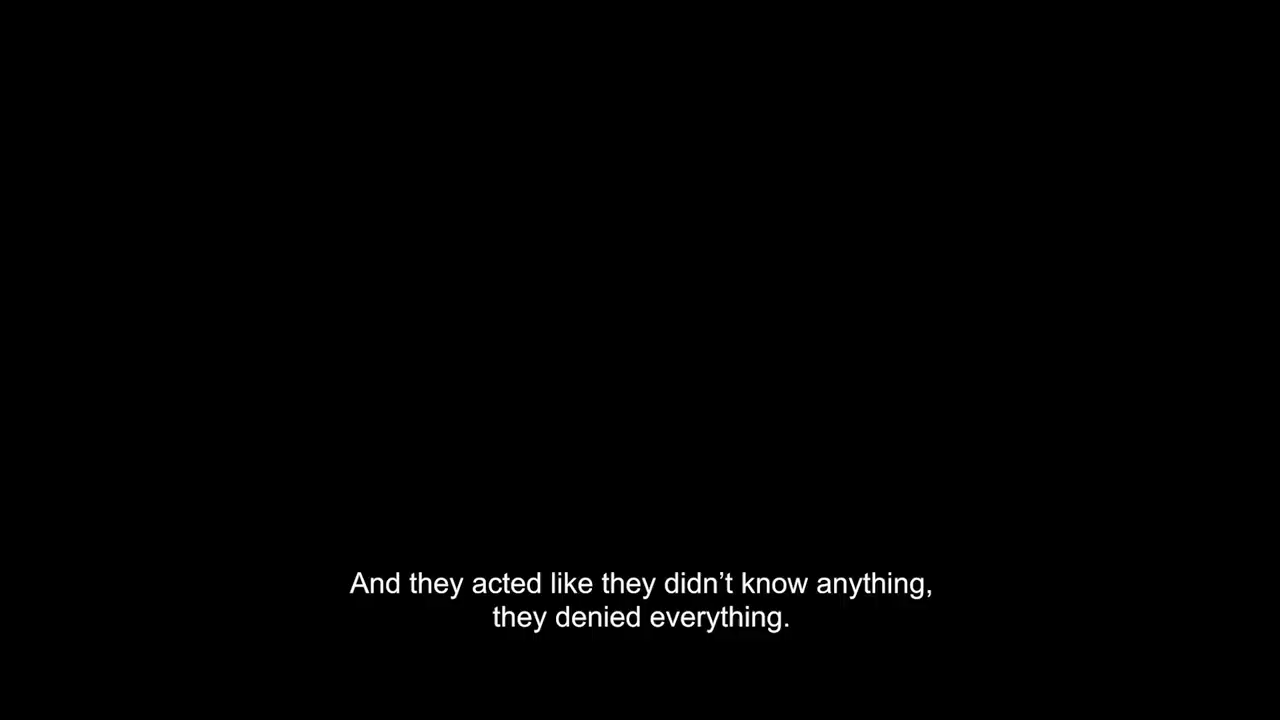 And they acted like they didn’t know anything,
they denied everything.